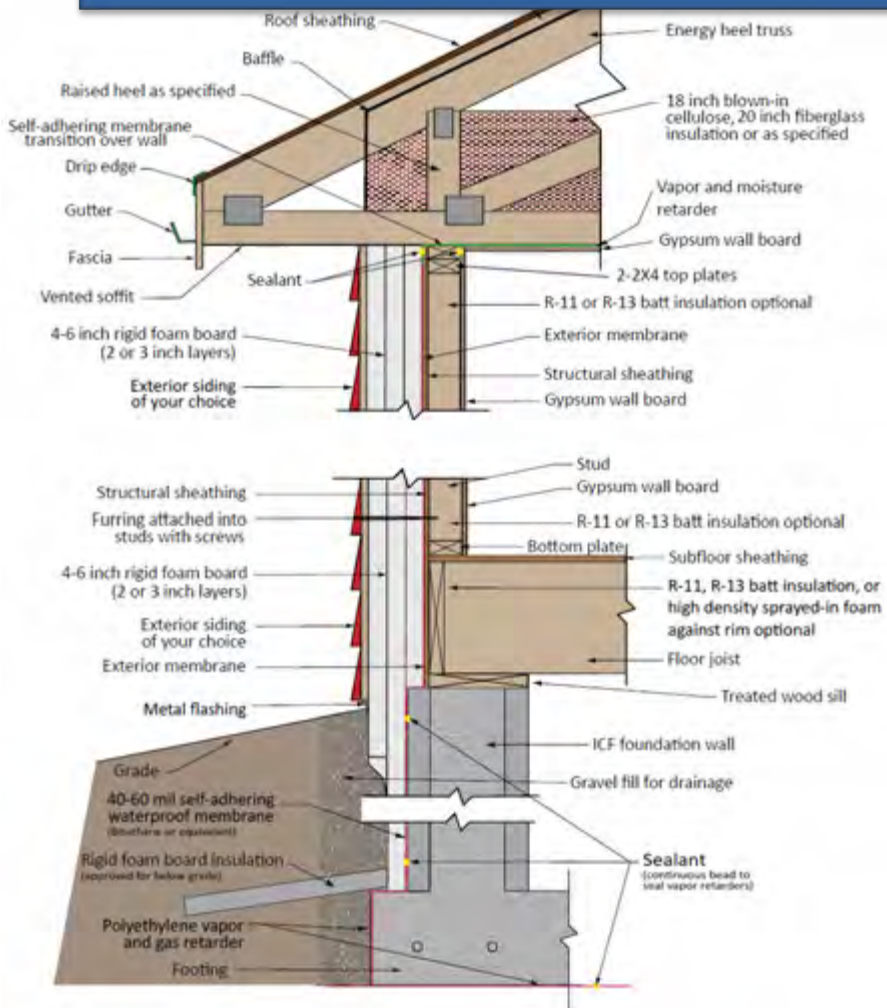 Roof sheathing
Energy heel truss
Baffle
Raised heel as specified
18 inch blown-in
cellulose, 20 inch fiberglass
insulation or as specified
Self-adhering membrane
transition over wall
Drip edge
Vapor and moisture
retarder
Gutter
Gypsum wall board
Fascia
Sealant
2-2X4 top plates
Vented soffit
R-11 or R-13 batt insulation optional
4-6 inch rigid foam board
(2 or 3 inch layers)
Exterior membrane
Structural sheathing
Exterior siding
of your choice
Gypsum wall board
Stud
Structural sheathing
Gypsum wall board
Furring attached into
studs with screws
R-11 or R-13 batt insulation optional
Bottom plate
Subfloor sheathing
4-6 inch rigid foam board
(2 or 3 inch layers)
R-11, R-13 batt insulation, or
high density sprayed-in foam
against rim optional
Exterior siding
of your choice
Floor joist
Exterior membrane
Treated wood sill
Metal flashing
ICF foundation wall
Grade
Gravel fill for drainage
40-60 mil self-adhering
waterproof membrane
(Bituthene or equivalent)
Rigid foam board insulation
(approved for below grade)
Sealant
(continuous bead to
seal vapor retarders)
Polyethylene vapor
and gas retarder
Footing